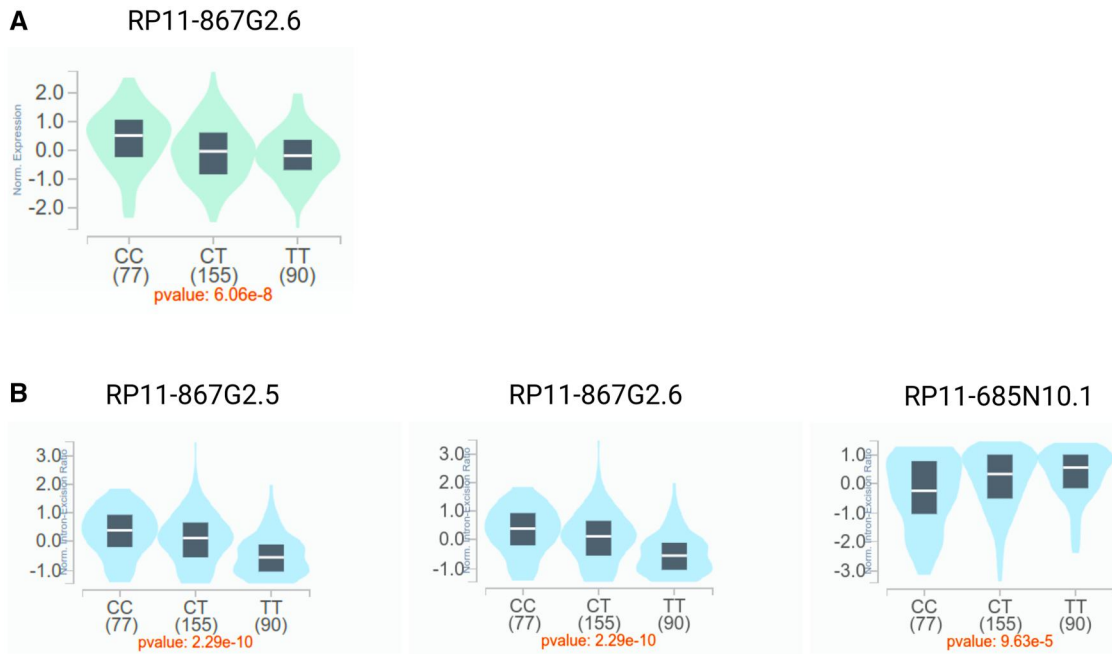 A
RP11-867G2.6
Norm. Expression
2.0
1.0
0.0
-1.0
-2.0
CC
CT
TT
(77)
(155)
(90)
pvalue: 6.06e-8
B
RP11-867G2.5
RP11-867G2.6
RP11-685N10.1
Norm. Intron-Excision Ratio
3.0
2.0
1.0
0.0
-1.0
CC
CT
TT
(77)
(155)
(90)
pvalue: 2.29e-10
Norm. Intron-Excision Ratio
3.0
2.0
1.0
0.0
-1.0
CC
CT
TT
(77)
(155)
(90)
pvalue: 2.29e-10
Norm. Intron-Excision Ratio
1.0
0.0
-1.0
-2.0
-3.0
CC
CT
TT
(77)
(155)
(90)
pvalue: 9.63e-5